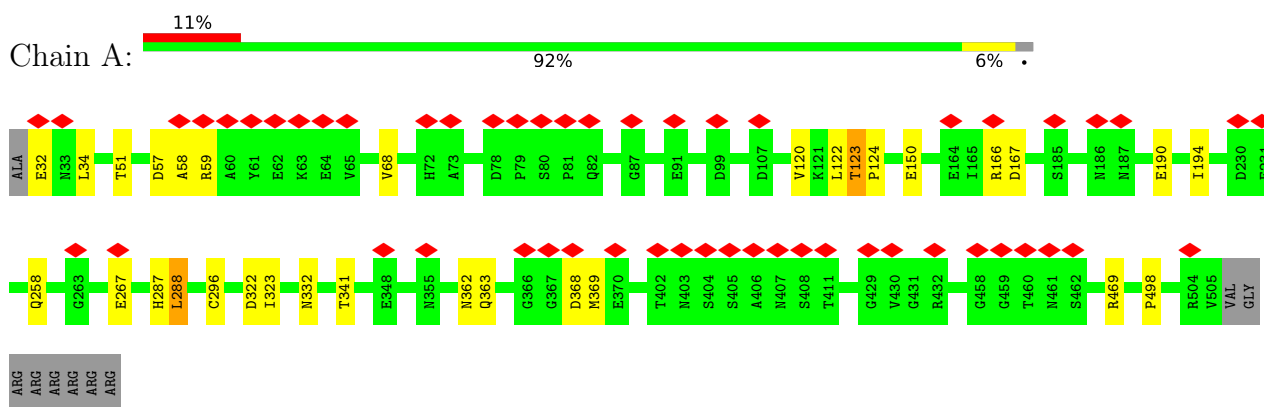 11%
Chain A:
92% 6% •
ALA E32 N33 L34 T51 D57 A58 R59 A60 Y61 E62 K63 E64 V65 V68 H72 A73 D78 P79 S80 P81 Q82 G87 E91 D99 D107 V120 K121 L122 T123 P124 E150 E164 I165 R166 D167 S185 N186 N187 E190 I194 D230
Q258 G263 E267 H287 L288 C296 D322 I323 N332 T341 E348 N355 N362 Q363 G366 G367 D368 M369 E370 T402 N403 S404 S405 A406 N407 S408 T411 G429 V430 G431 R432 G458 G459 T460 N461 S462 R469 P498 R504 V505 VAL GLY
ARG ARG ARG ARG ARG ARG